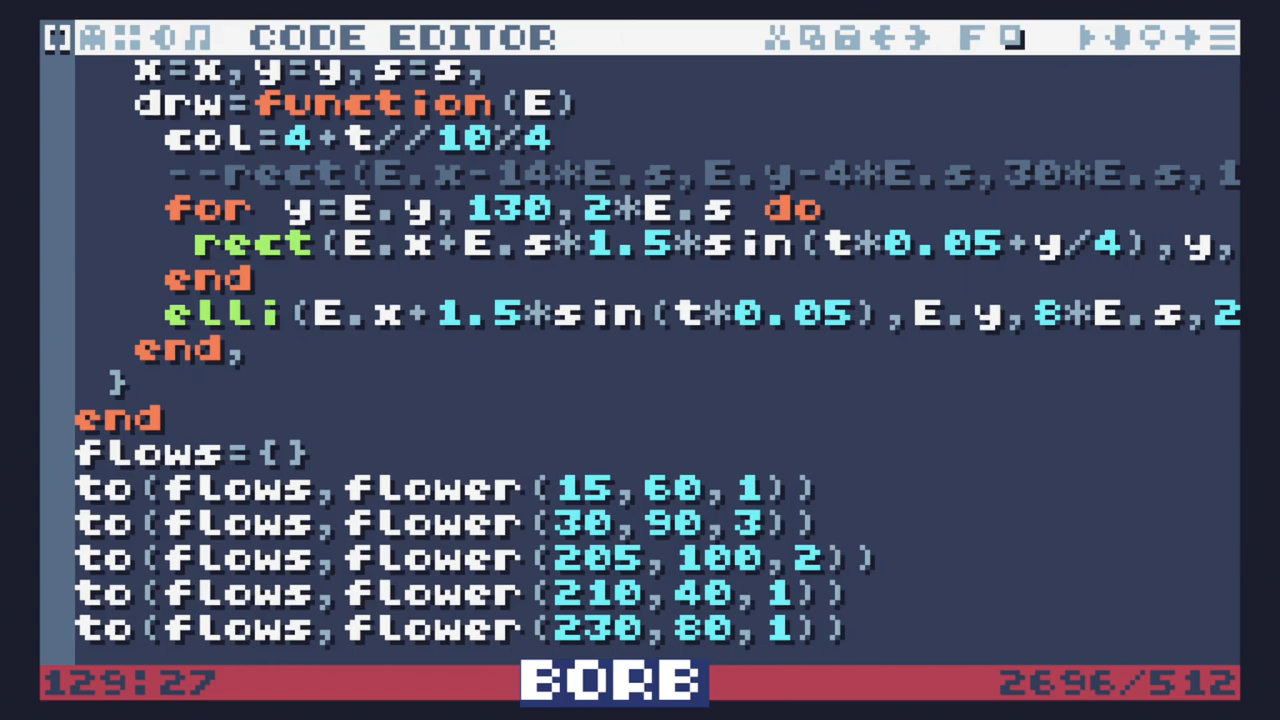 CODE EDITOR F
x=x,y=y,s=s,
drw=function(E)
col=4+t//10%4
--rect(E.x-14*E.s,E.y-4*E.s,30*E.s,1
for y=E.y,130,2*E.s do
rect(E.x+E.s*1.5*sin(t*0.05+y/4),y,
end
elli(E.x+1.5*sin(t*0.05),E.y,8*E.s,2
end,
}
end
flows={}
to(flows,flower(15,60,1))
to(flows,flower(30,90,3))
to(flows,flower(205,100,2))
to(flows,flower(210,40,1))
to(flows,flower(230,80,1))
129:27 BORB 2696/512